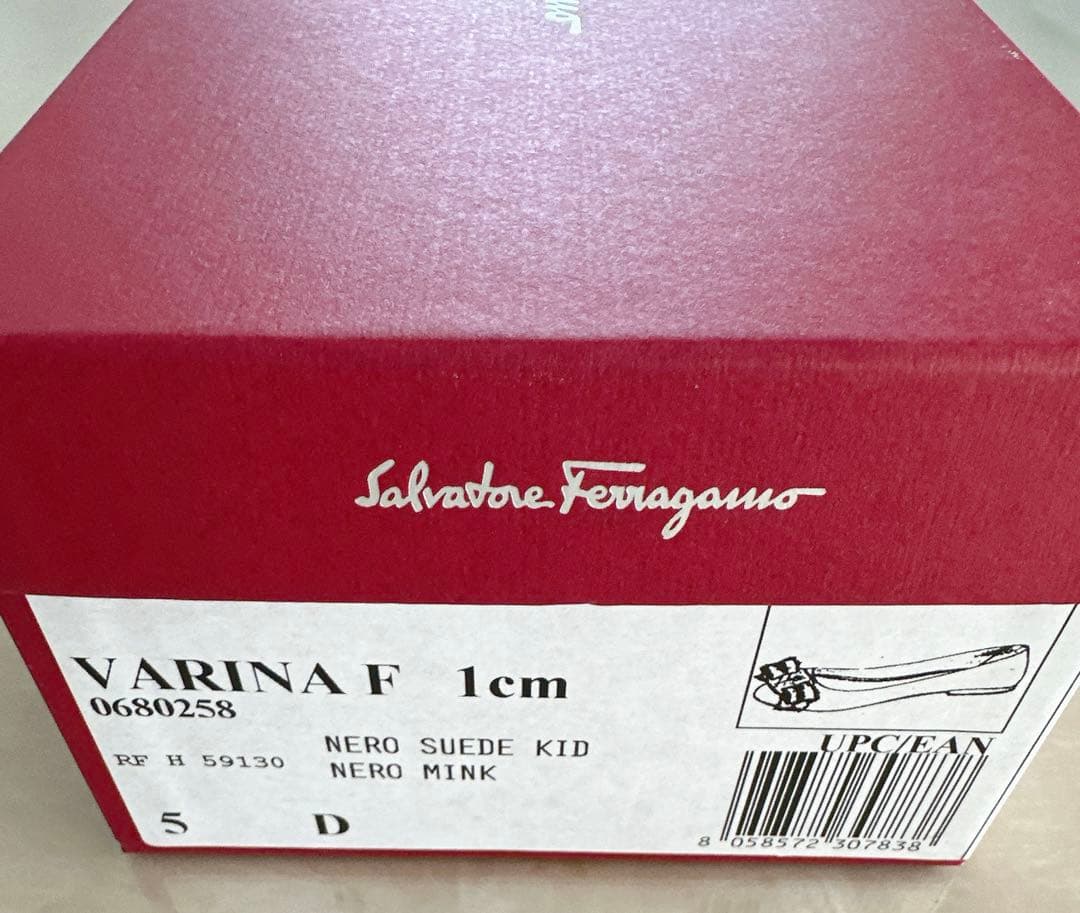 Salvatore Ferragamo
VARINA F 1cm
0680258
NERO SUEDE KID
RF H 59130 NERO MINK
5 D
UPC/EAN
8 058572 307838